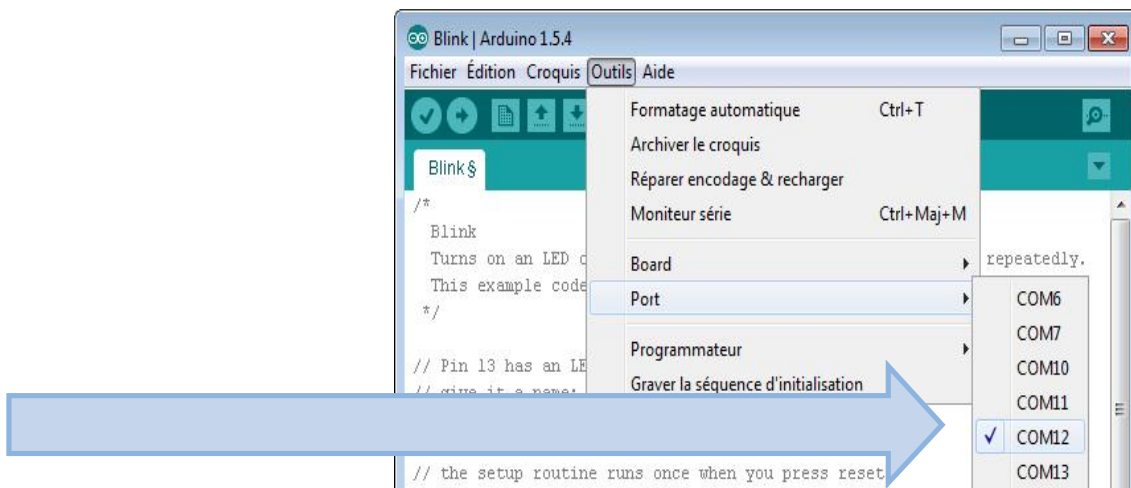 Blink | Arduino 1.5.4
Fichier Édition Croquis Outils Aide
Formatage automatique Ctrl+T
Archiver le croquis
Réparer encodage & recharger
Moniteur série Ctrl+Maj+M
Board
Port
Programmateur
Graver la séquence d'initialisation
COM6
COM7
COM10
COM11
COM12
COM13
Blink §
/*
Blink
Turns on an LED repeatedly.
This example code
*/
// Pin 13 has an LE
// give it a name:
// the setup routine runs once when you press reset